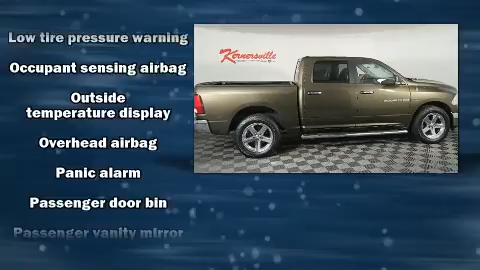 Low tire pressure warning
Occupant sensing airbag
Outside
temperature display
Overhead airbag
Panic alarm
Passenger door bin
Passenger vanity mirror
Kernersville